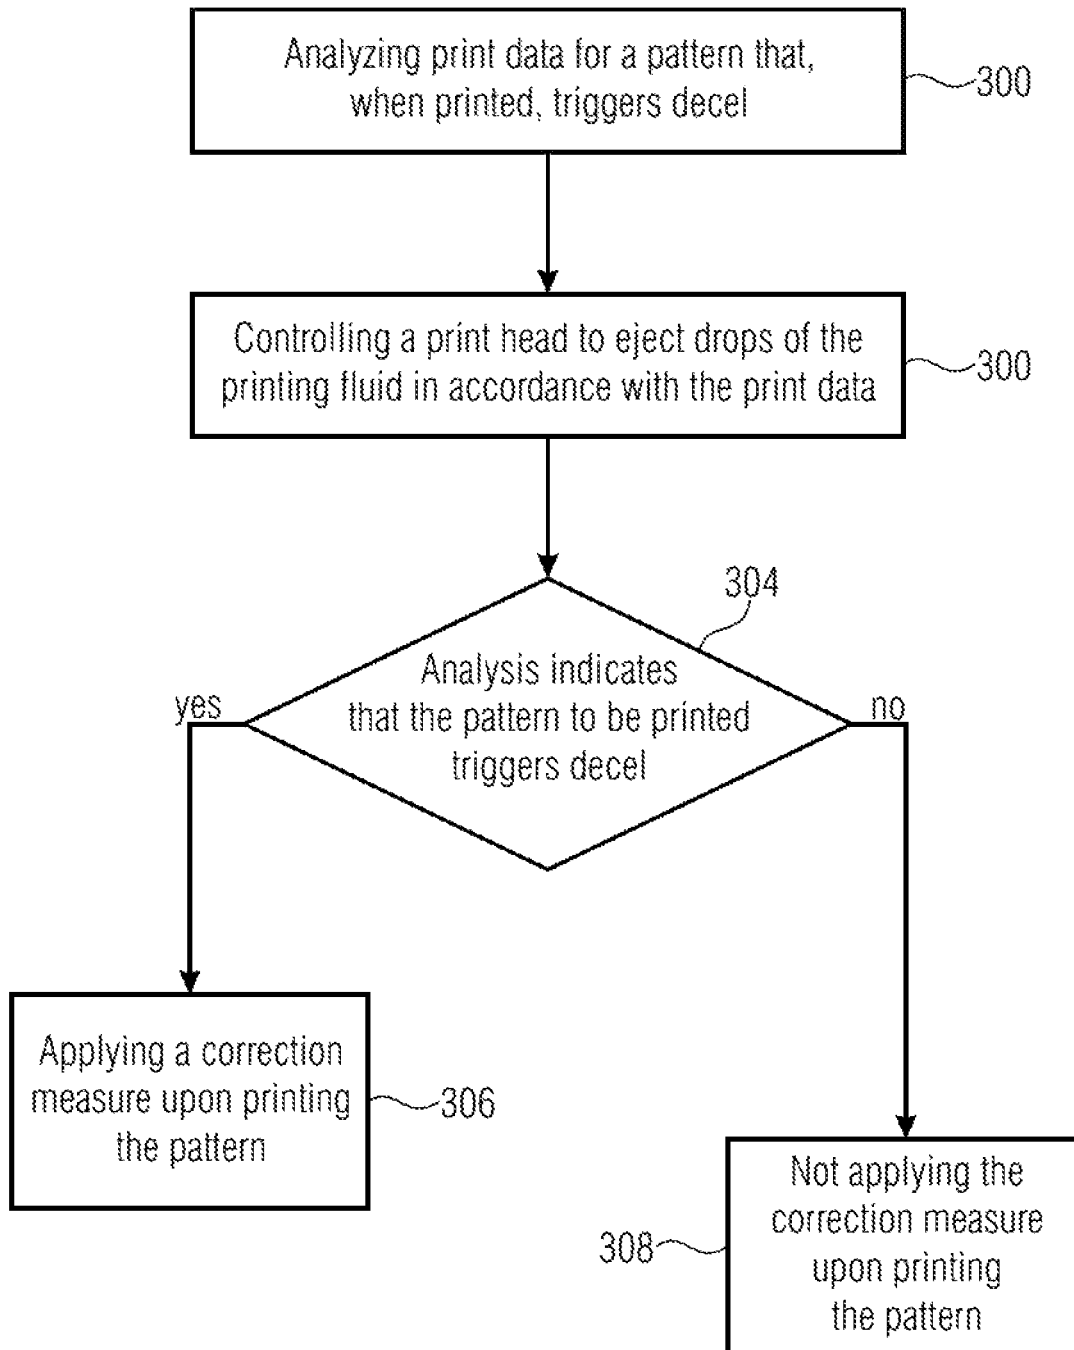 Analyzing print data for a pattern that,
when printed, triggers decel
300
Controlling a print head to eject drops of the
printing fluid in accordance with the print data
300
304
Analysis indicates
that the pattern to be printed
triggers decel
yes
no
Applying a correction
measure upon printing
the pattern
306
Not applying the
correction measure
upon printing
the pattern
308